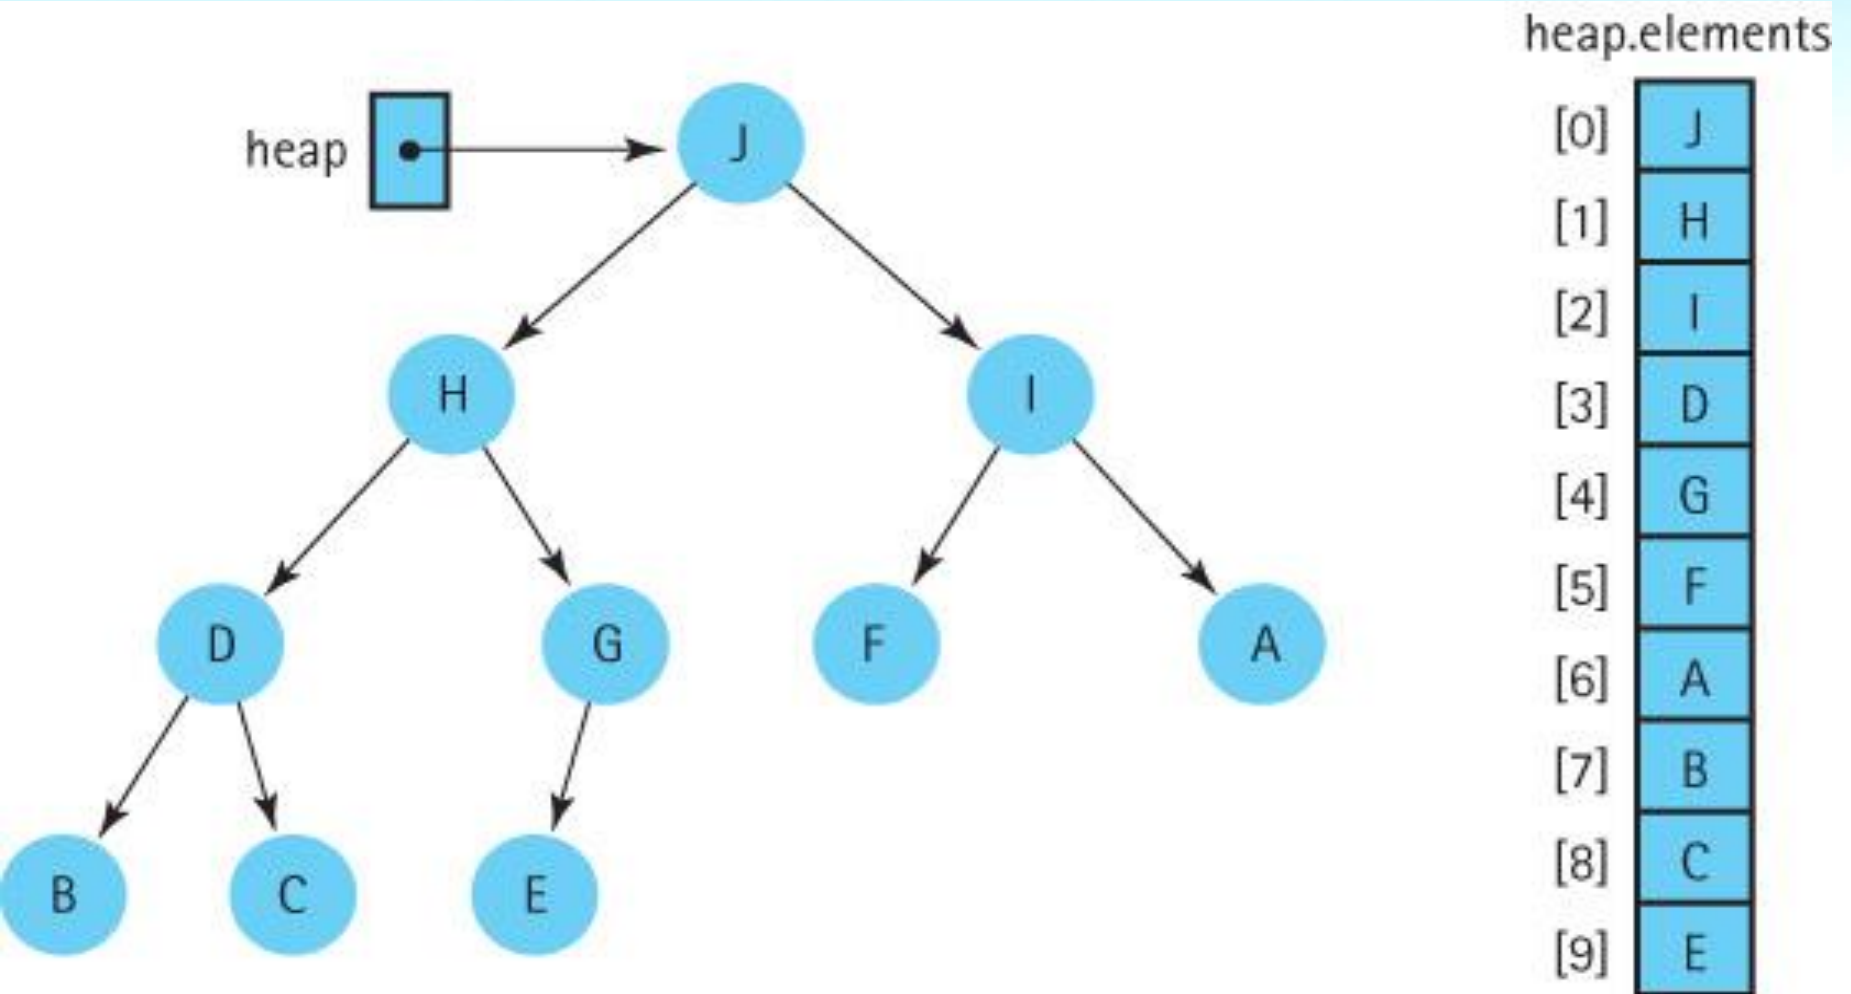 heap.elements
heap
J
H
I
D
G
F
A
B
C
E
[0] J
[1] H
[2] I
[3] D
[4] G
[5] F
[6] A
[7] B
[8] C
[9] E